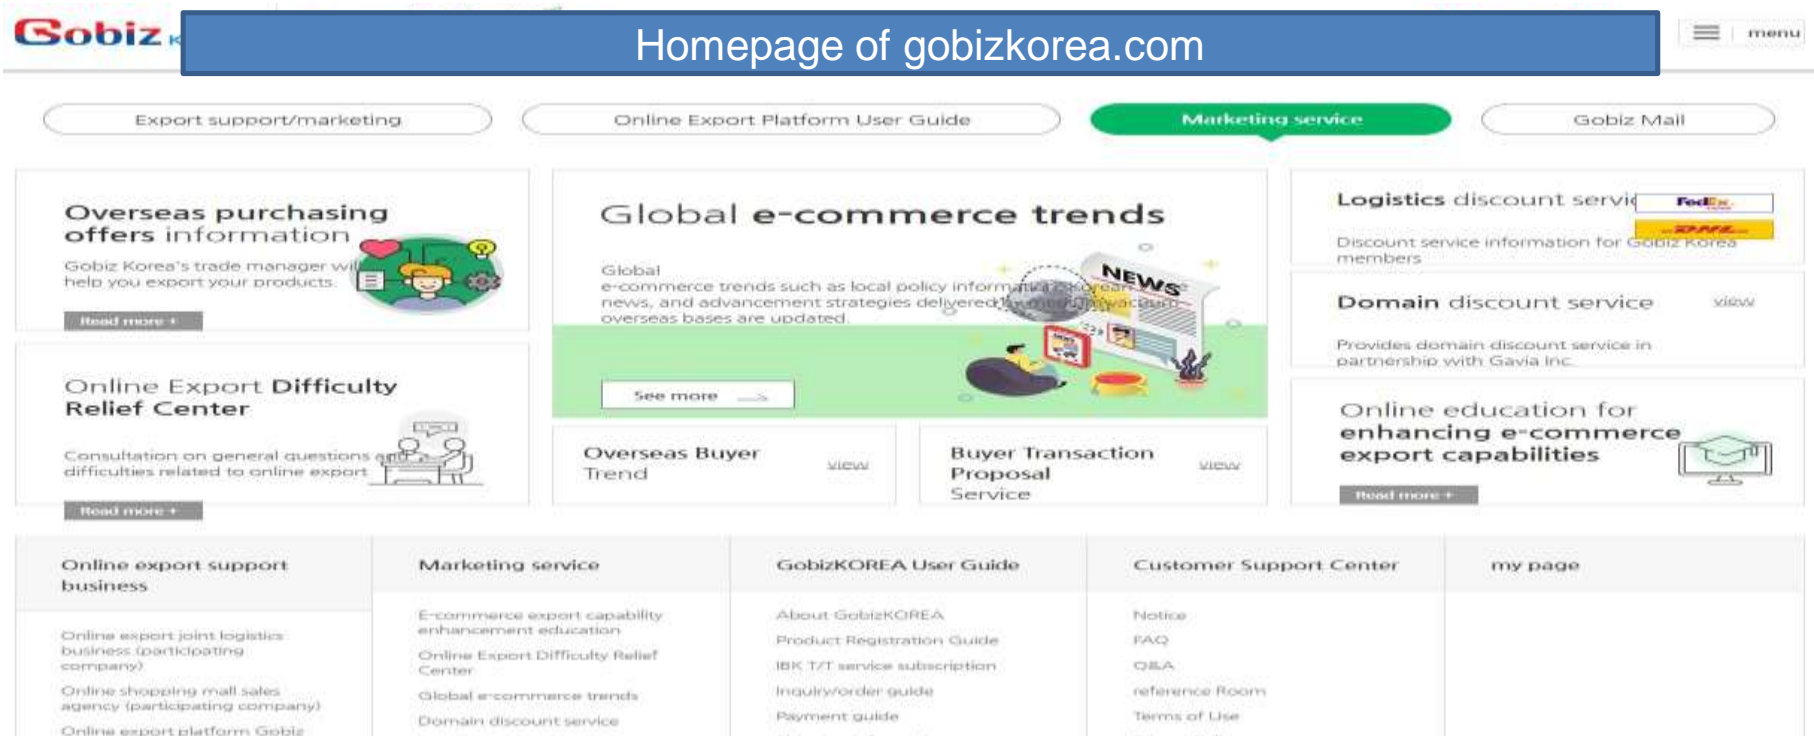 Gobiz K
Homepage of gobizkorea.com
menu
Export support/marketing
Online Export Platform User Guide
Marketing service
Gobiz Mail
Overseas purchasing
offers information
Gobiz Korea's trade manager will
help you export your products.
Read more +
Online Export Difficulty
Relief Center
Consultation on general questions and
difficulties related to online export
Read more +
Global e-commerce trends
Global
e-commerce trends such as local policy information, Korean
news, and advancement strategies delivered by
overseas bases are updated.
NEWS
See more
Overseas Buyer
Trend
view
Buyer Transaction
Proposal
Service
view
Logistics discount servic
FedEx
DHL
Discount service information for Gobiz Korea
members
Domain discount service
view
Provides domain discount service in
partnership with Gavia Inc.
Online education for
enhancing e-commerce
export capabilities
Read more +
Online export support
business
Online export joint logistics
business (participating
company)
Online shopping mall sales
agency (participating company)
Online export platform Gobiz
Marketing service
E-commerce export capability
enhancement education
Online Export Difficulty Relief
Center
Global e-commerce trends
Domain discount service
GobizKOREA User Guide
About GobizKOREA
Product Registration Guide
IBK T/T service subscription
Inquiry/order guide
Payment guide
Customer Support Center
Notice
FAQ
Q&A
reference Room
Terms of Use
my page